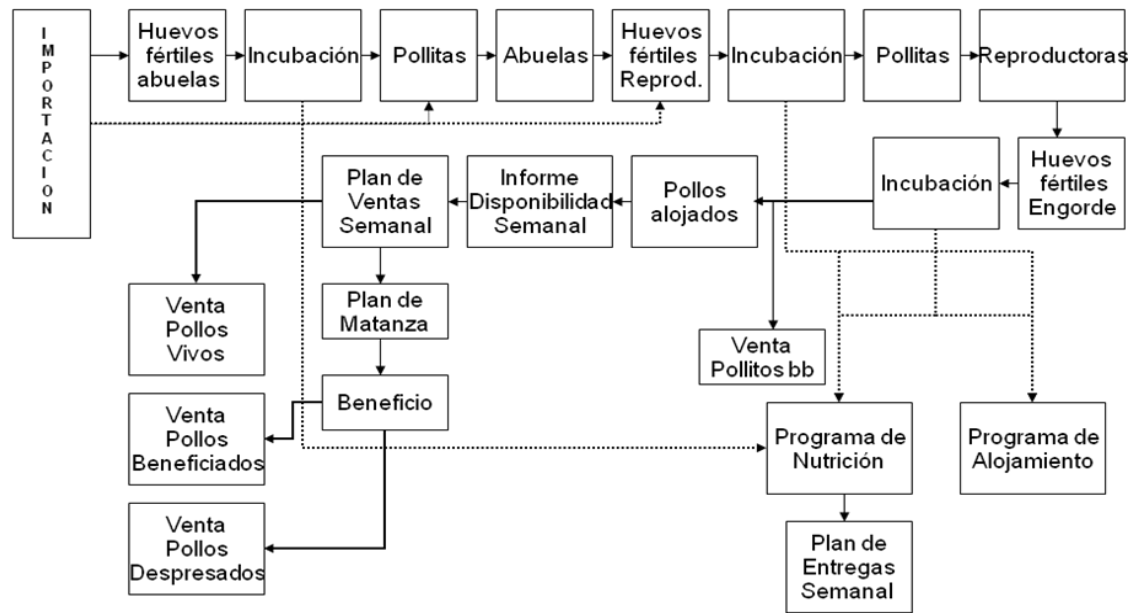 IMPORTACION
Huevos
fértiles
abuelas
Incubación
Pollitas
Abuelas
Huevos
fértiles
Reprod.
Incubación
Pollitas
Reproductoras
Plan de
Ventas
Semanal
Informe
Disponibilidad
Semanal
Pollos
alojados
Incubación
Huevos
fértiles
Engorde
Venta
Pollos
Vivos
Plan de
Matanza
Venta
Pollitos bb
Venta
Pollos
Beneficiados
Beneficio
Programa de
Nutrición
Programa de
Alojamiento
Venta
Pollos
Despresados
Plan de
Entregas
Semanal